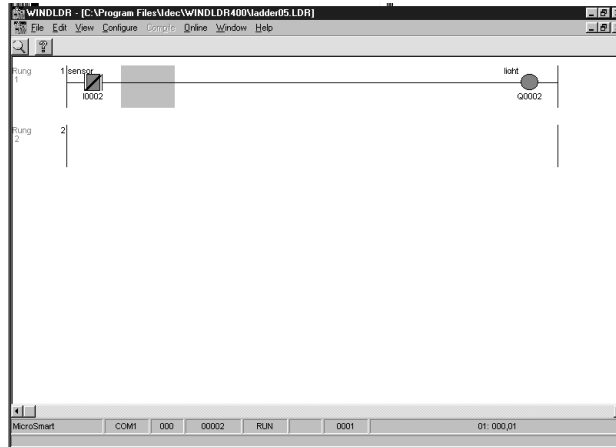 WINDLDR - [C:\Program Files\Idec\WINDLDR400\ladder05.LDR]
File Edit View Configure Compile Online Window Help
Rung 1 1 sensor light
I0002 Q0002
Rung 2 2
MicroSmart COM1 000 00002 RUN 0001 01: 000,01